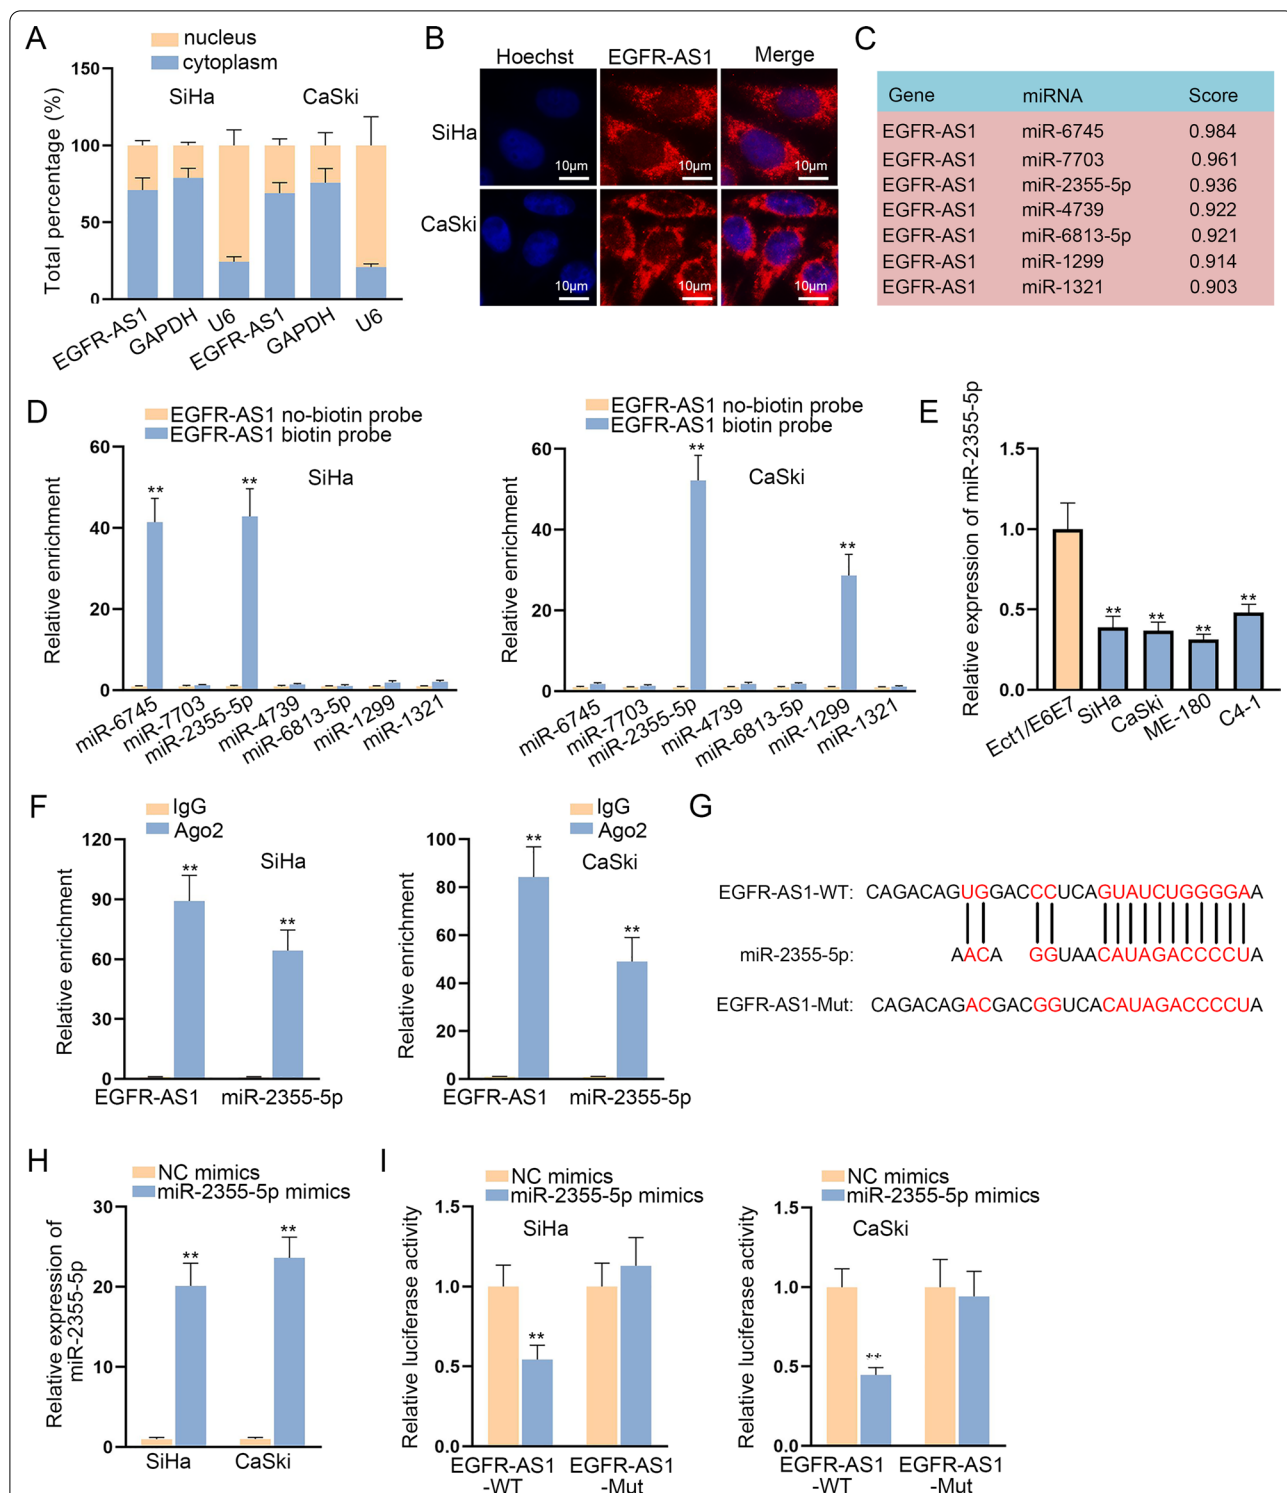 A
nucleus
cytoplasm
SiHa
CaSki
Total percentage (%)
150
100
50
0
EGFR-AS1
GAPDH
U6
EGFR-AS1
GAPDH
U6
B
Hoechst
EGFR-AS1
Merge
SiHa
10μm
10μm
10μm
CaSki
10μm
10μm
10μm
C
Gene miRNA Score
EGFR-AS1 miR-6745 0.984
EGFR-AS1 miR-7703 0.961
EGFR-AS1 miR-2355-5p 0.936
EGFR-AS1 miR-4739 0.922
EGFR-AS1 miR-6813-5p 0.921
EGFR-AS1 miR-1299 0.914
EGFR-AS1 miR-1321 0.903
D
EGFR-AS1 no-biotin probe
EGFR-AS1 biotin probe
SiHa
Relative enrichment
60
40
20
0
**
**
miR-6745
miR-7703
miR-2355-5p
miR-4739
miR-6813-5p
miR-1299
miR-1321
EGFR-AS1 no-biotin probe
EGFR-AS1 biotin probe
CaSki
Relative enrichment
60
40
20
0
**
**
miR-6745
miR-7703
miR-2355-5p
miR-4739
miR-6813-5p
miR-1299
miR-1321
E
Relative expression of miR-2355-5p
1.5
1.0
0.5
0.0
**
**
**
**
Ect1/E6E7
SiHa
CaSki
ME-180
C4-1
F
IgG
Ago2
SiHa
Relative enrichment
120
90
60
30
0
**
**
EGFR-AS1
miR-2355-5p
IgG
Ago2
CaSki
Relative enrichment
100
80
60
40
20
0
**
**
EGFR-AS1
miR-2355-5p
G
EGFR-AS1-WT: CAGACAGUGGACCCUCAGUAUCUGGGGAA
miR-2355-5p: AACA GGUAACAUAGACCCCUA
EGFR-AS1-Mut: CAGACAGACGACGGUCACAUAGACCCCUA
H
NC mimics
miR-2355-5p mimics
Relative expression of
miR-2355-5p
30
20
10
0
**
**
SiHa
CaSki
I
NC mimics
miR-2355-5p mimics
SiHa
Relative luciferase activity
1.5
1.0
0.5
0.0
**
EGFR-AS1
-WT
EGFR-AS1
-Mut
NC mimics
miR-2355-5p mimics
CaSki
Relative luciferase activity
1.5
1.0
0.5
0.0
**
EGFR-AS1
-WT
EGFR-AS1
-Mut